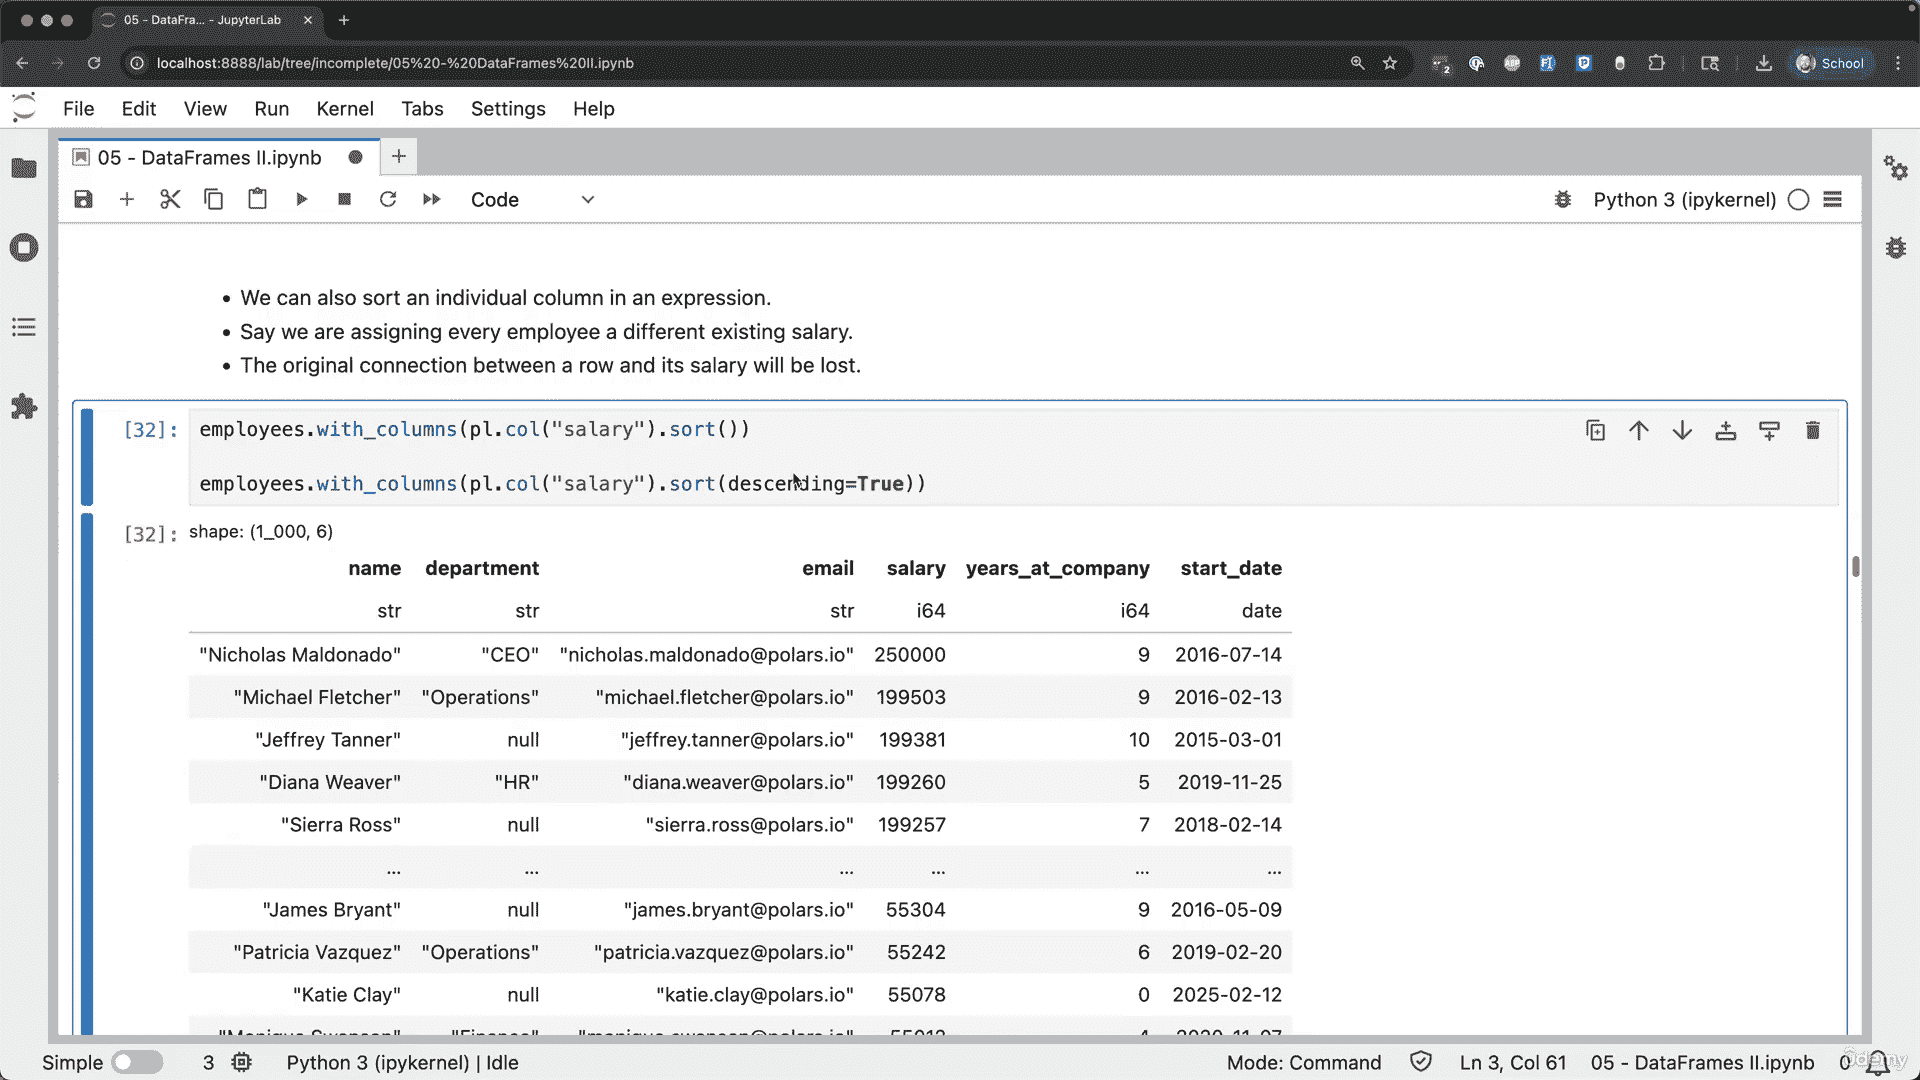 05 - DataFra... - JupyterLab
localhost:8888/lab/tree/incomplete/05%20-%20DataFrames%20II.ipynb
2
ABP
School
File Edit View Run Kernel Tabs Settings Help
05 - DataFrames II.ipynb
Code
Python 3 (ipykernel)
• We can also sort an individual column in an expression.
• Say we are assigning every employee a different existing salary.
• The original connection between a row and its salary will be lost.
[32]: employees.with_columns(pl.col("salary").sort())
employees.with_columns(pl.col("salary").sort(descending=True))
[32]: shape: (1_000, 6)
name department email salary years_at_company start_date
str str str i64 i64 date
"Nicholas Maldonado" "CEO" "nicholas.maldonado@polars.io" 250000 9 2016-07-14
"Michael Fletcher" "Operations" "michael.fletcher@polars.io" 199503 9 2016-02-13
"Jeffrey Tanner" null "jeffrey.tanner@polars.io" 199381 10 2015-03-01
"Diana Weaver" "HR" "diana.weaver@polars.io" 199260 5 2019-11-25
"Sierra Ross" null "sierra.ross@polars.io" 199257 7 2018-02-14
... ... ... ... ... ...
"James Bryant" null "james.bryant@polars.io" 55304 9 2016-05-09
"Patricia Vazquez" "Operations" "patricia.vazquez@polars.io" 55242 6 2019-02-20
"Katie Clay" null "katie.clay@polars.io" 55078 0 2025-02-12
Simple 3 Python 3 (ipykernel) | Idle Mode: Command Ln 3, Col 61 05 - DataFrames II.ipynb 0
ûdemy